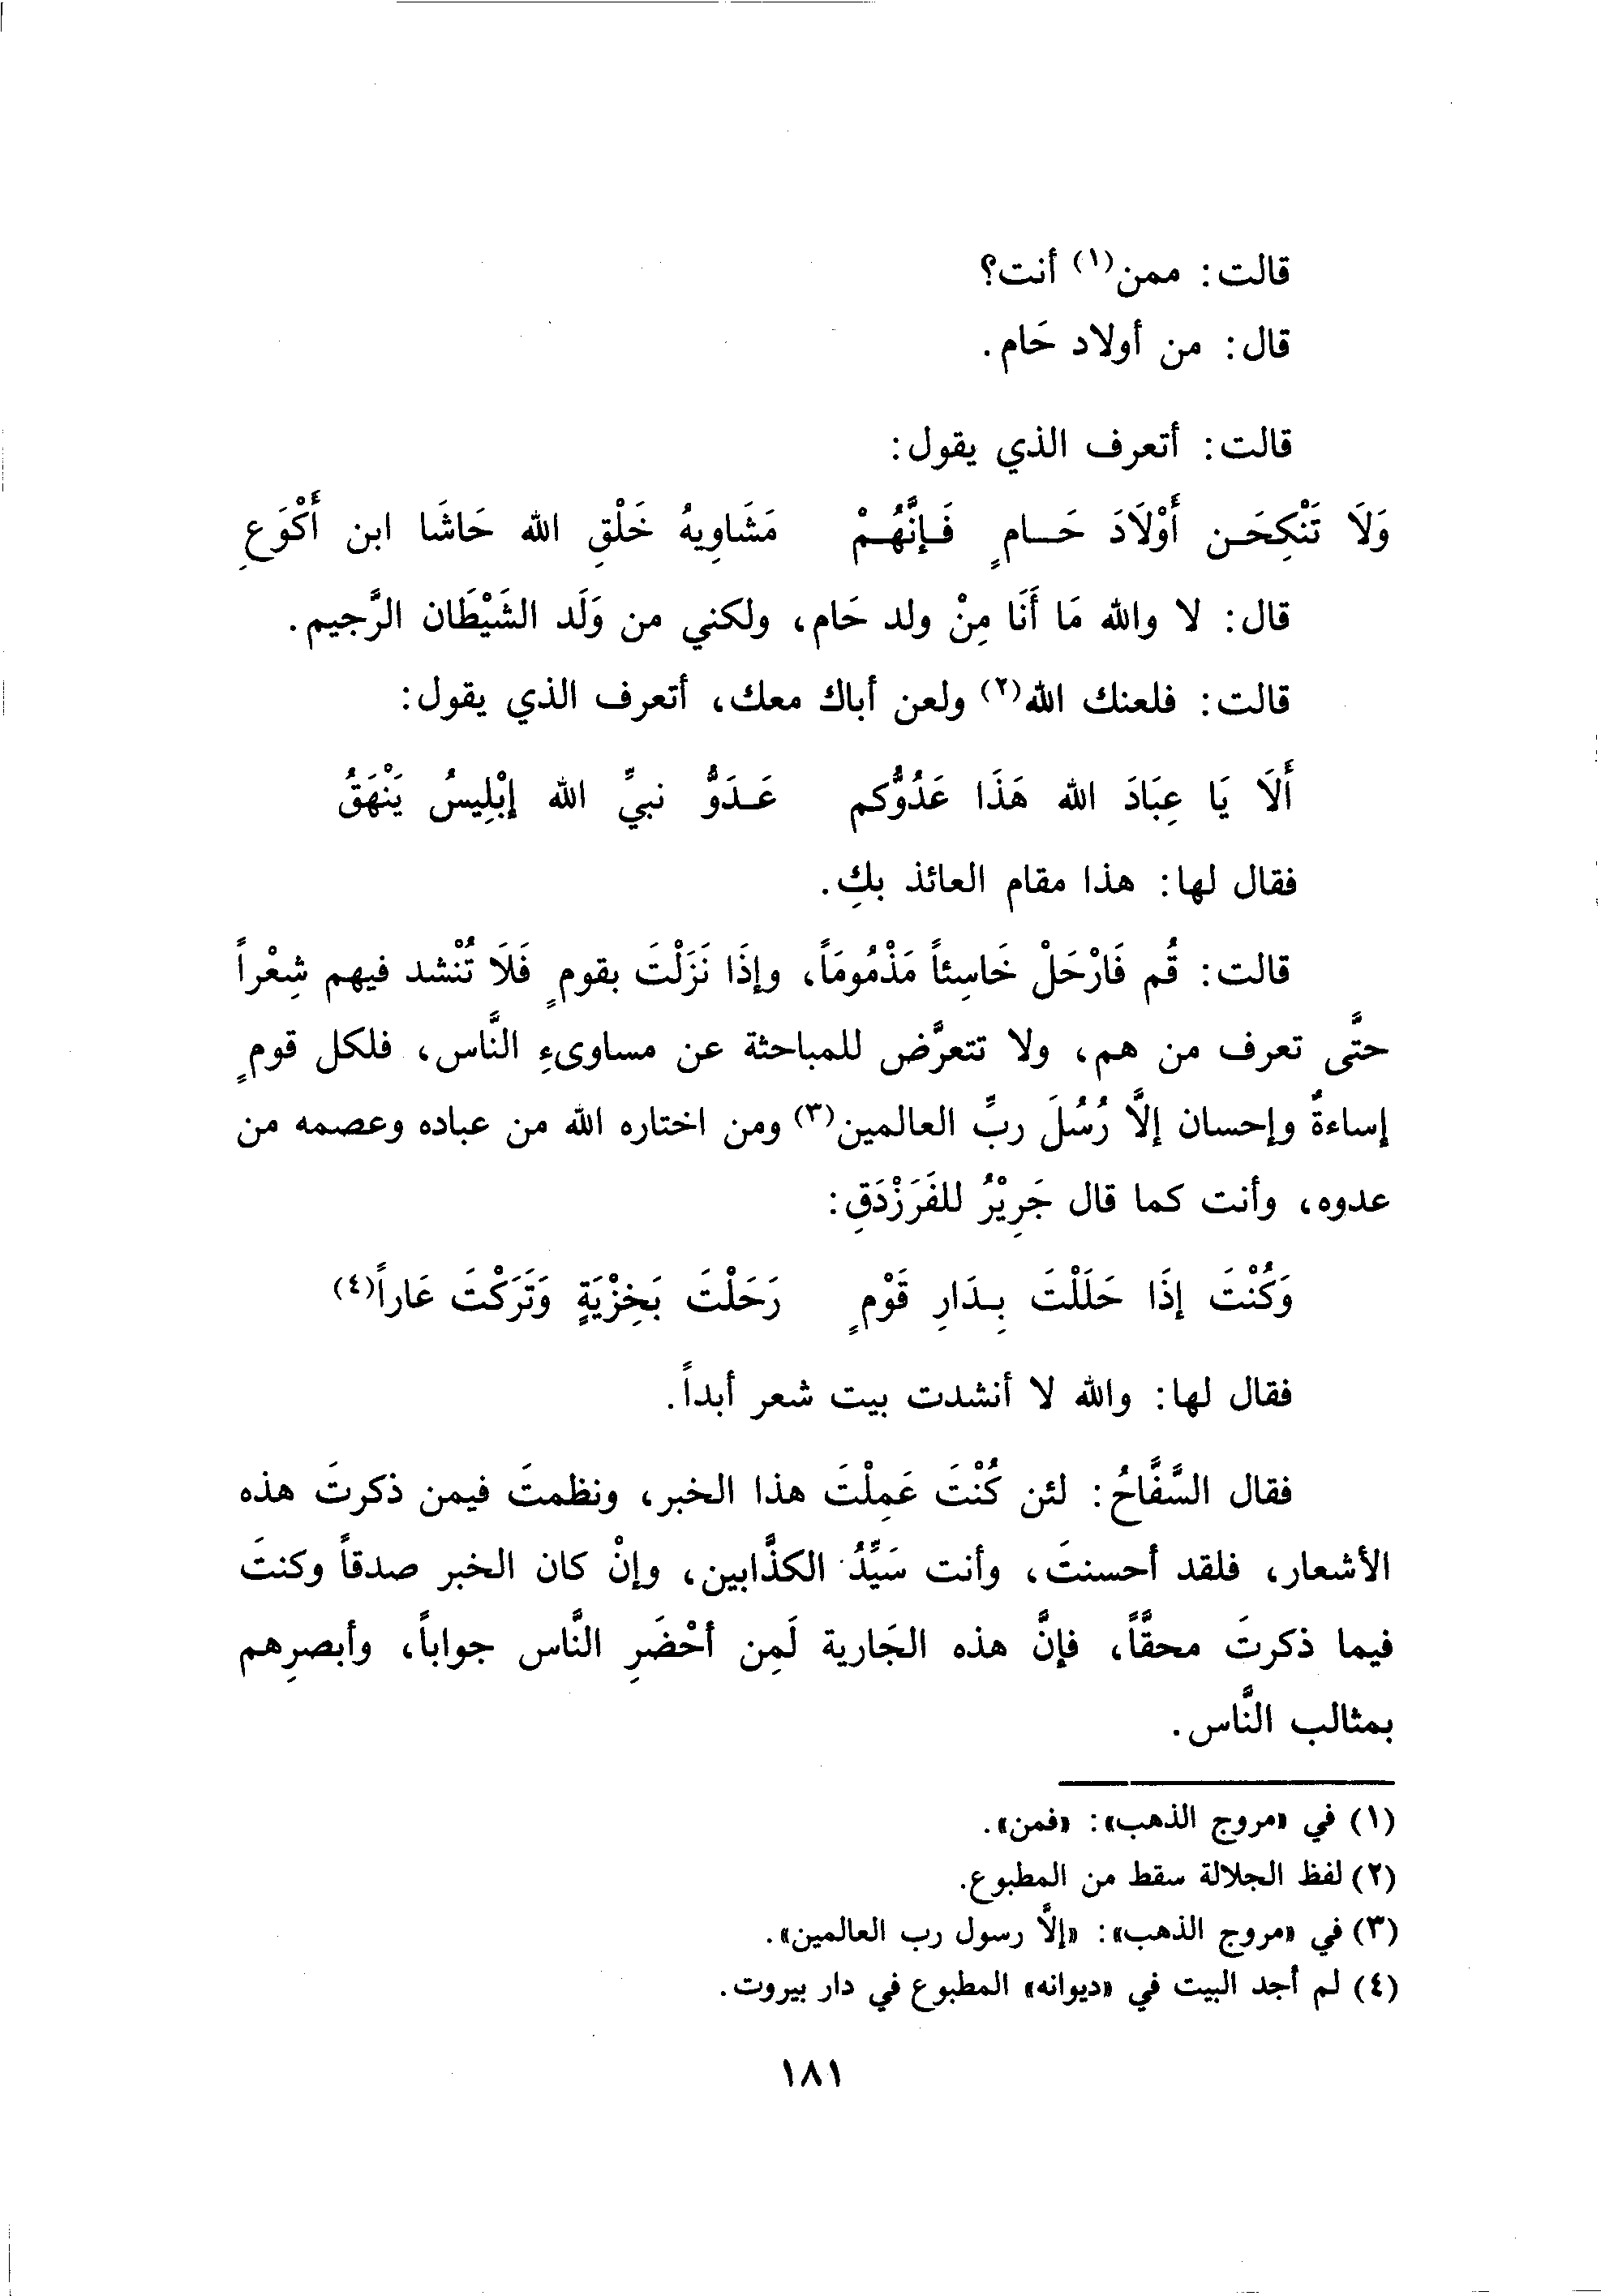 قالت: ممن(١) أنت؟
قال: من أولاد حَام.
قالت: أتعرف الذي يقول:
وَلَا تَنْكِحَـن أَوْلَادَ حَــام ٍ فَـإنَّهُـمْ مَشَاوِيهُ خَلْقِ الله حَاشَا ابن أَكْوَعِ
قال: لا والله مَا أَنَا مِنْ ولد حَام، ولكني من وَلَد الشَيْطَان الرَّجيم.
قالت: فلعنك الله(٢) ولعن أباك معك، أتعرف الذي يقول:
أَلَا يَا عِبَادَ الله هَذَا عَدُوُّكم عَـدَوُّ نبيِّ الله إبْلِيسُ يَنْهَقُ
فقال لها: هذا مقام العائذ بكِ.
قالت: قُم فَارْحَلْ خَاسِئاً مَذْمُومَاً، وإذَا نَزَلْتَ بقوم ٍ فَلَا تُنْشد فيهم شِعْراً
حتَّى تعرف من هم، ولا تتعرَّض للمباحثة عن مساوىءِ النَّاس، فلكل قوم ٍ
إساءةٌ وإحسان إلَّا رُسُلَ ربِّ العالمين(٣) ومن اختاره الله من عباده وعصمه من
عدوه، وأنت كما قال جَرِيْرُ للفَرَزْدَقِ:
وَكُنْتَ إذَا حَلَلْتَ بِـدَارِ قَوْم ٍ رَحَلْتَ بَخِزْيَةٍ وَتَرَكْتَ عَاراً(٤)
فقال لها: والله لا أنشدت بيت شعر أبداً.
فقال السَّفَّاحُ: لئن كُنْتَ عَمِلْتَ هذا الخبر، ونظمتَ فيمن ذكرتَ هذه
الأشعار، فلقد أحسنتَ، وأنت سَيِّدُ الكذَّابين، وإنْ كان الخبر صدقاً وكنتَ
فيما ذكرتَ محقَّاً، فإنَّ هذه الجَارية لَمِن أحْضَرِ النَّاس جواباً، وأبصرِهم
بمثالب النَّاس.
(١) في «مروج الذهب»: «فمن».
(٢) لفظ الجلالة سقط من المطبوع.
(٣) في «مروج الذهب»: «إلَّا رسول رب العالمين».
(٤) لم أجد البيت في «ديوانه» المطبوع في دار بيروت.
١٨١